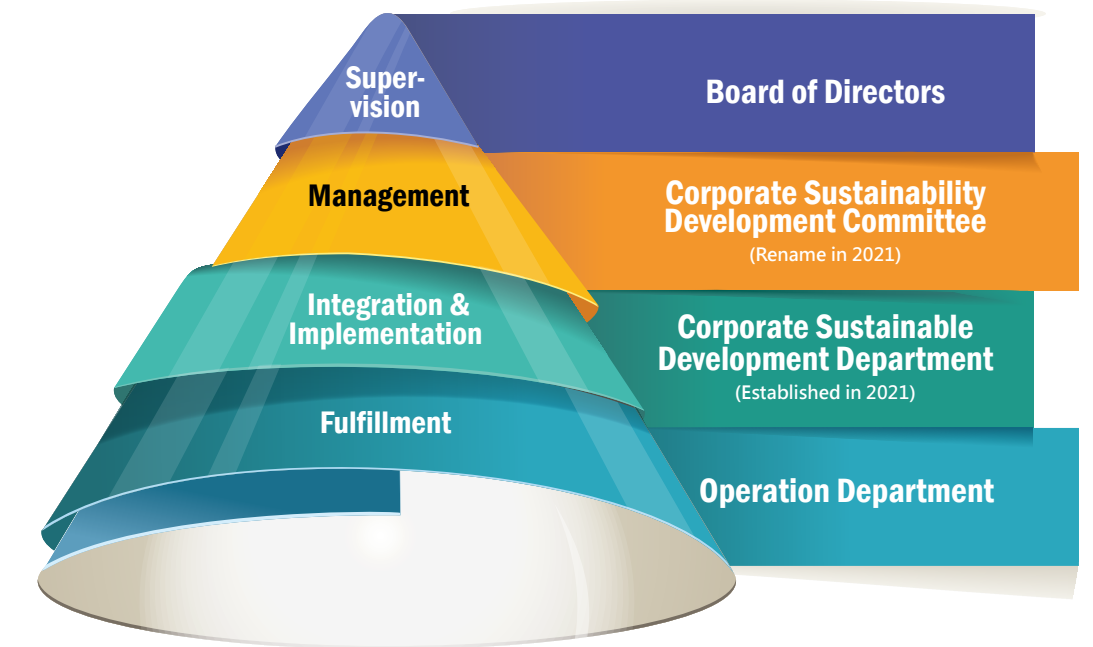 Super-
vision
Board of Directors
Management
Corporate Sustainability
Development Committee
(Rename in 2021)
Integration &
Implementation
Corporate Sustainable
Development Department
(Established in 2021)
Fulfillment
Operation Department